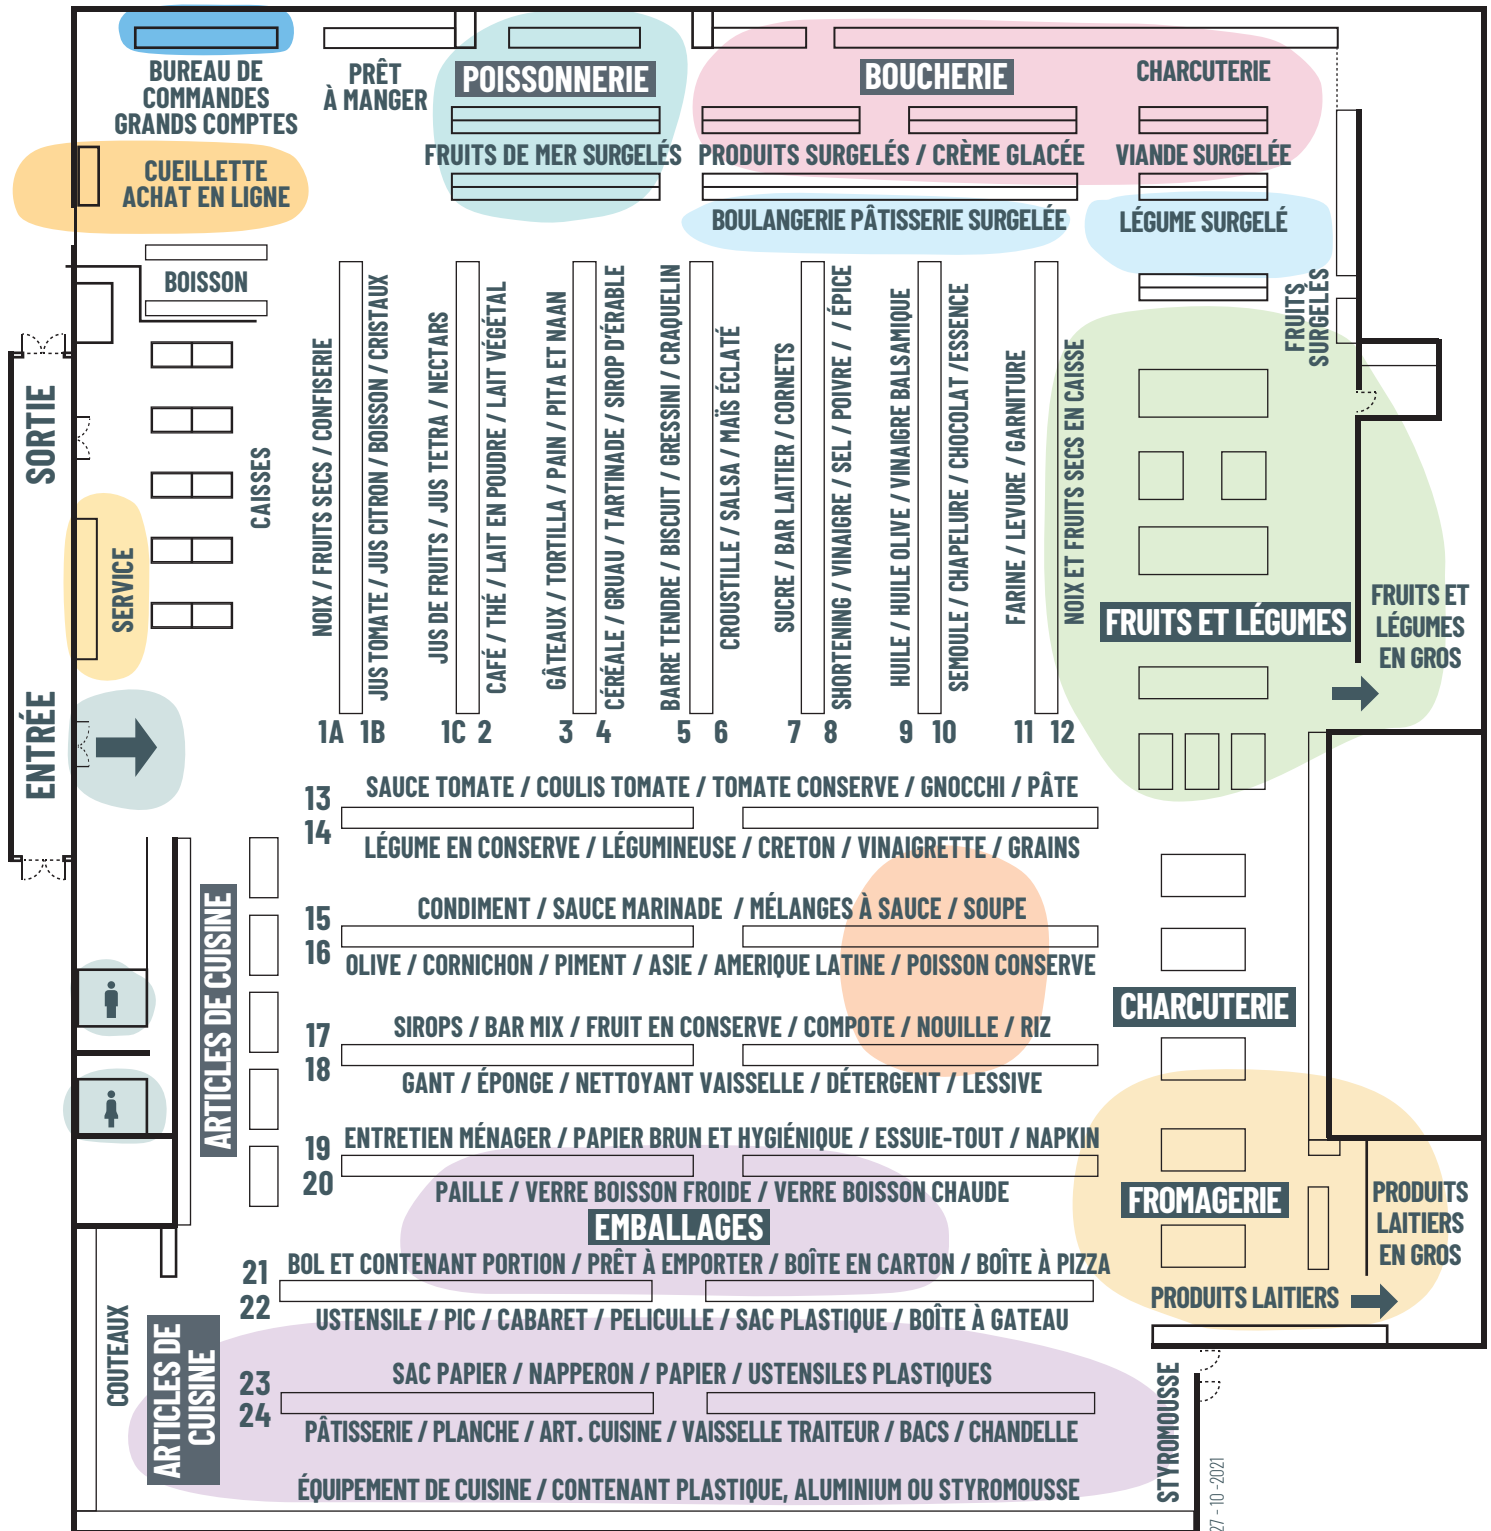 BUREAU DE
COMMANDES
GRANDS COMPTES
PRÊT
À MANGER
POISSONNERIE
BOUCHERIE
CHARCUTERIE
CUEILLETTE
ACHAT EN LIGNE
FRUITS DE MER SURGELÉS
PRODUITS SURGELÉS / CRÈME GLACÉE
VIANDE SURGELÉE
BOULANGERIE PÂTISSERIE SURGELÉE
LÉGUME SURGELÉ
BOISSON
FRUITS
SURGELÉS
SORTIE
CAISSES
SERVICE
ENTRÉE
NOIX / FRUITS SECS / CONFISERIE
JUS TOMATE / JUS CITRON / BOISSON / CRISTAUX
JUS DE FRUITS / JUS TETRA / NECTARS
CAFÉ / THÉ / LAIT EN POUDRE / LAIT VÉGÉTAL
GÂTEAUX / TORTILLA / PAIN / PITA ET NAAN
CÉRÉALE / GRUAU / TARTINADE / SIROP D'ÉRABLE
BARRE TENDRE / BISCUIT / GRESSINI / CRAQUELIN
CROUSTILLE / SALSA / MAÏS ÉCLATÉ
SUCRE / BAR LAITIER / CORNETS
SHORTENING / VINAIGRE / SEL / POIVRE / / ÉPICE
HUILE / HUILE OLIVE / VINAIGRE BALSAMIQUE
SEMOULE / CHAPELURE / CHOCOLAT /ESSENCE
FARINE / LEVURE / GARNITURE
NOIX ET FRUITS SECS EN CAISSE
1A 1B 1C 2 3 4 5 6 7 8 9 10 11 12
FRUITS ET LÉGUMES
FRUITS ET
LÉGUMES
EN GROS
13
SAUCE TOMATE / COULIS TOMATE / TOMATE CONSERVE / GNOCCHI / PÂTE
14
LÉGUME EN CONSERVE / LÉGUMINEUSE / CRETON / VINAIGRETTE / GRAINS
15
CONDIMENT / SAUCE MARINADE / MÉLANGES À SAUCE / SOUPE
16
OLIVE / CORNICHON / PIMENT / ASIE / AMERIQUE LATINE / POISSON CONSERVE
17
SIROPS / BAR MIX / FRUIT EN CONSERVE / COMPOTE / NOUILLE / RIZ
18
GANT / ÉPONGE / NETTOYANT VAISSELLE / DÉTERGENT / LESSIVE
19
ENTRETIEN MÉNAGER / PAPIER BRUN ET HYGIÉNIQUE / ESSUIE-TOUT / NAPKIN
20
PAILLE / VERRE BOISSON FROIDE / VERRE BOISSON CHAUDE
EMBALLAGES
21
BOL ET CONTENANT PORTION / PRÊT À EMPORTER / BOÎTE EN CARTON / BOÎTE À PIZZA
22
USTENSILE / PIC / CABARET / PELICULLE / SAC PLASTIQUE / BOÎTE À GATEAU
23
SAC PAPIER / NAPPERON / PAPIER / USTENSILES PLASTIQUES
24
PÂTISSERIE / PLANCHE / ART. CUISINE / VAISSELLE TRAITEUR / BACS / CHANDELLE
ÉQUIPEMENT DE CUISINE / CONTENANT PLASTIQUE, ALUMINIUM OU STYROMOUSSE
ARTICLES DE CUISINE
COUTEAUX
ARTICLES DE
CUISINE
CHARCUTERIE
FROMAGERIE
PRODUITS
LAITIERS
EN GROS
PRODUITS LAITIERS
STYROMOUSSE
27 - 10 -2021